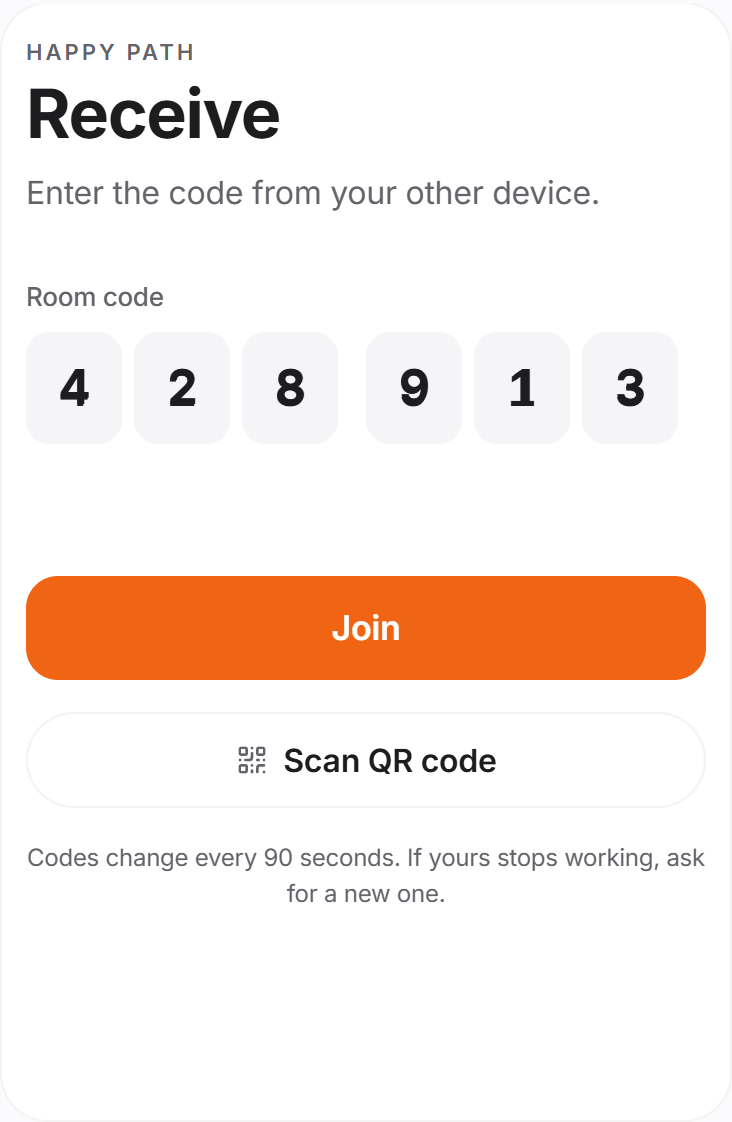 HAPPY PATH
Receive
Enter the code from your other device.
Room code
4 2 8 9 1 3
Join
Scan QR code
Codes change every 90 seconds. If yours stops working, ask
for a new one.